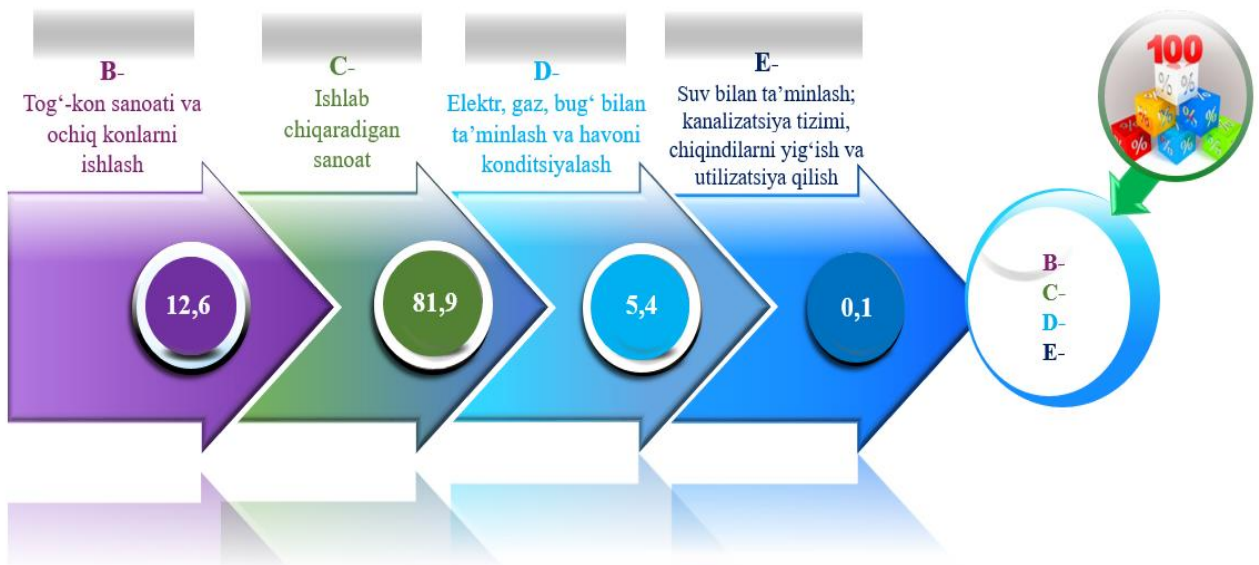 B-
Tog‘-kon sanoati va
ochiq konlarni
ishlash
C-
Ishlab
chiqaradigan
sanoat
D-
Elektr, gaz, bug‘ bilan
ta’minlash va havoni
konditsiyalash
E-
Suv bilan ta’minlash;
kanalizatsiya tizimi,
chiqindilarni yig‘ish va
utilizatsiya qilish
12,6
81,9
5,4
0,1
100
%
%
%
%
%
%
B-
C-
D-
E-